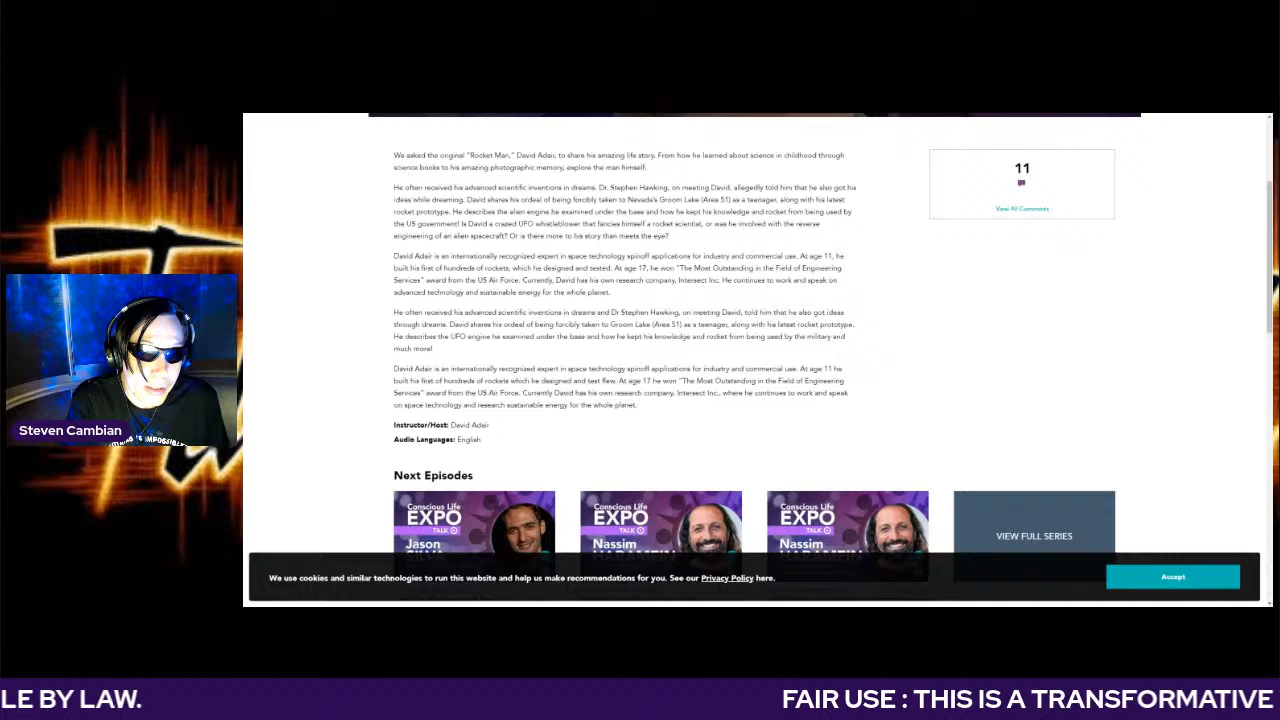 We asked the original "Rocket Man," David Adair, to share his amazing life story. From how he learned about science in childhood through
science books to his amazing photographic memory, explore the man himself.
He often received his advanced scientific inventions in dreams. Dr. Stephen Hawking, on meeting David, allegedly told him that he also got his
ideas while dreaming. David shares his ordeal of being forcibly taken to Nevada's Groom Lake (Area 51) as a teenager, along with his latest
rocket prototype. He describes the alien engine he examined under the base and how he kept his knowledge and rocket from being used by
the US government! Is David a crazed UFO whistleblower that fancies himself a rocket scientist, or was he involved with the reverse
engineering of an alien spacecraft? Or is there more to his story than meets the eye?
David Adair is an internationally recognized expert in space technology spinoff applications for industry and commercial use. At age 11, he
built his first of hundreds of rockets, which he designed and tested. At age 17, he won "The Most Outstanding in the Field of Engineering
Services" award from the US Air Force. Currently, David has his own research company, Intersect Inc. He continues to work and speak on
advanced technology and sustainable energy for the whole planet.
He often received his advanced scientific inventions in dreams and Dr Stephen Hawking, on meeting David, told him that he also got ideas
through dreams. David shares his ordeal of being forcibly taken to Groom Lake (Area 51) as a teenager, along with his latest rocket prototype.
He describes the UFO engine he examined under the base and how he kept his knowledge and rocket from being used by the military and
much more!
David Adair is an internationally recognized expert in space technology spinoff applications for industry and commercial use. At age 11 he
built his first of hundreds of rockets which he designed and test flew. At age 17 he won "The Most Outstanding in the Field of Engineering
Services" award from the US Air Force. Currently David has his own research company, Intersect Inc., where he continues to work and speak
on space technology and research sustainable energy for the whole planet.
Instructor/Host: David Adair
Audio Languages: English
11
View All Comments
Next Episodes
Conscious Life
EXPO
TALK
Jason
Conscious Life
EXPO
TALK
Nassim
Conscious Life
EXPO
TALK
Nassim
VIEW FULL SERIES
We use cookies and similar technologies to run this website and help us make recommendations for you. See our Privacy Policy here.
Accept
Steven Cambian
LE BY LAW.
FAIR USE : THIS IS A TRANSFORMATIVE